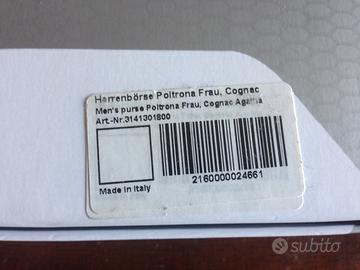 Herrenbörse Poltrona Frau, Cognac
Men's purse Poltrona Frau, Cognac Agatha
Art.-Nr.3141301800
2160000024661
Made in Italy
subito